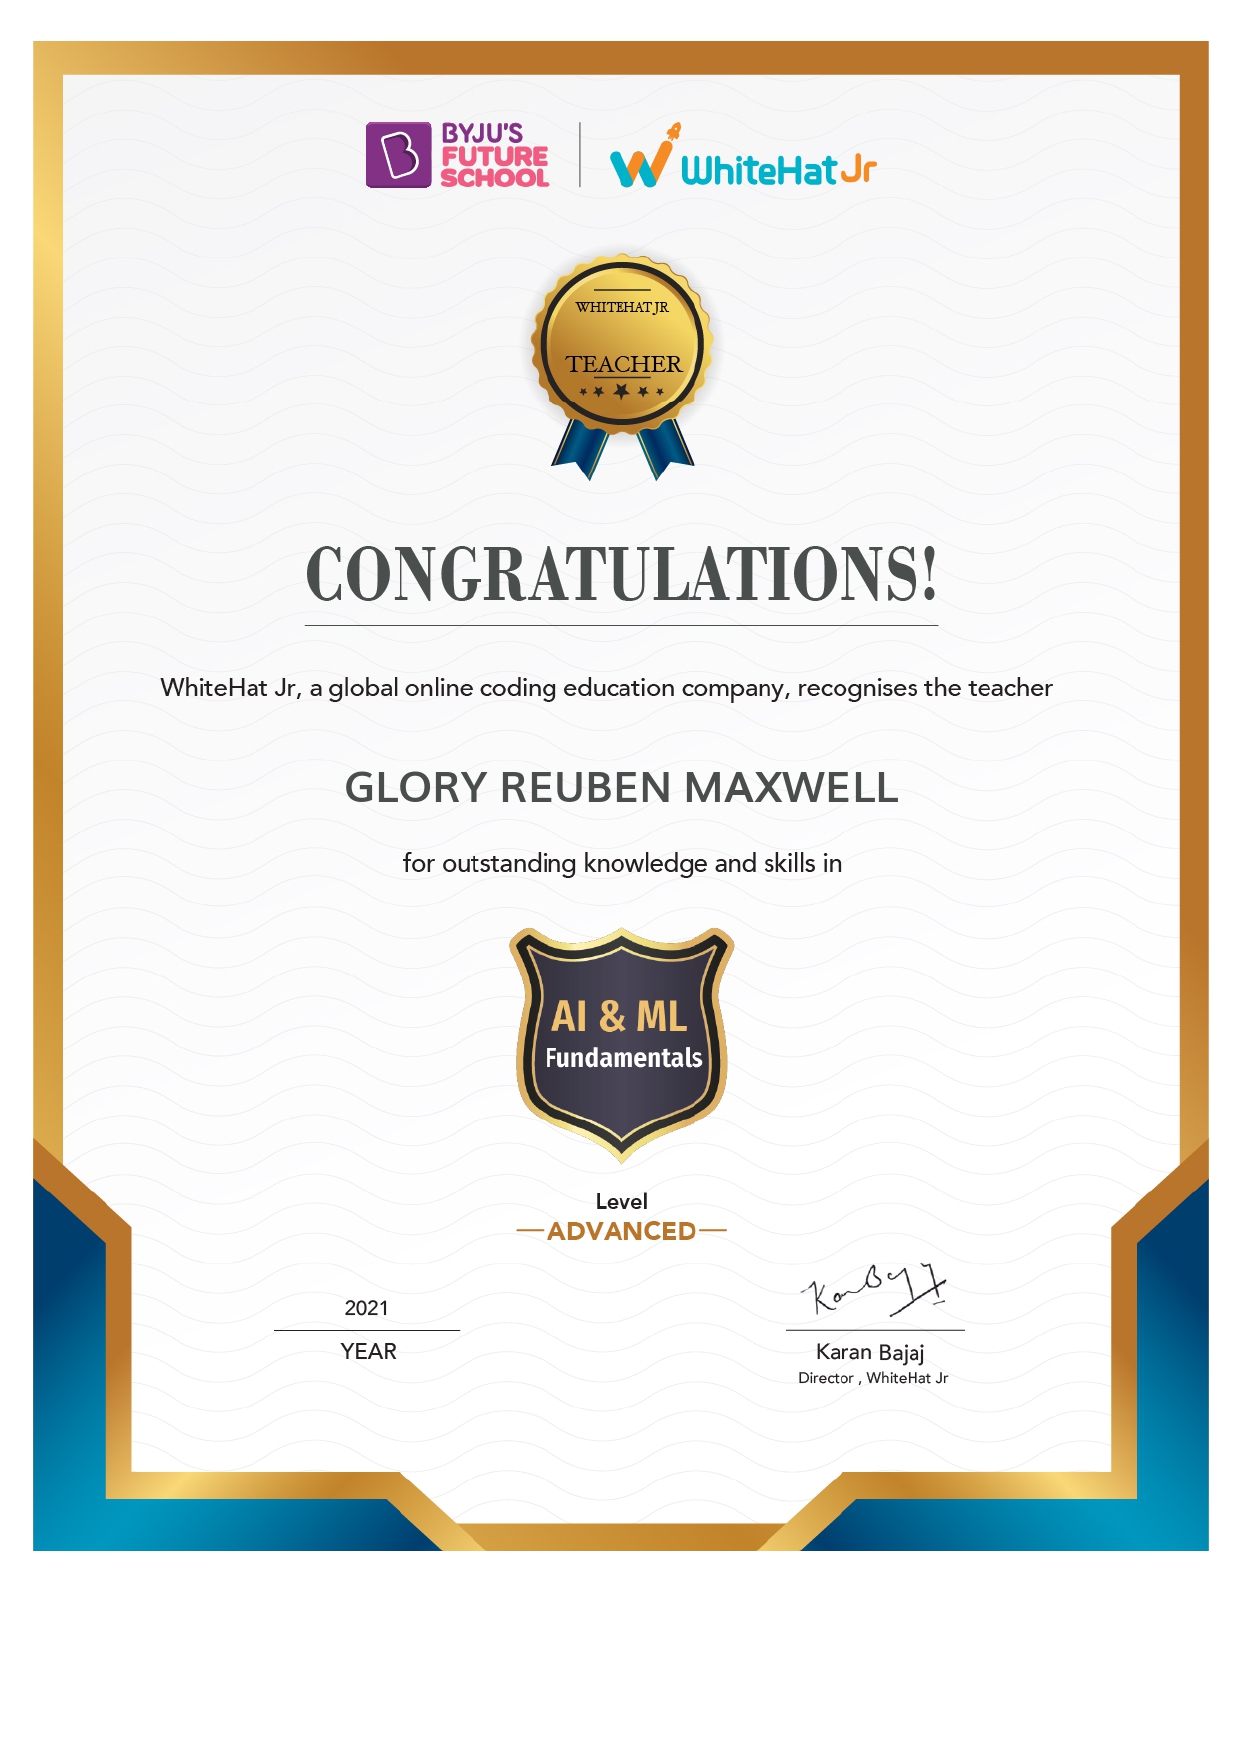 BYJU'S
FUTURE
SCHOOL
WhiteHat Jr
WHITEHAT JR
TEACHER
CONGRATULATIONS!
WhiteHat Jr, a global online coding education company, recognises the teacher
GLORY REUBEN MAXWELL
for outstanding knowledge and skills in
AI & ML
Fundamentals
Level
ADVANCED
2021
YEAR
Karan Bajaj
Director , WhiteHat Jr